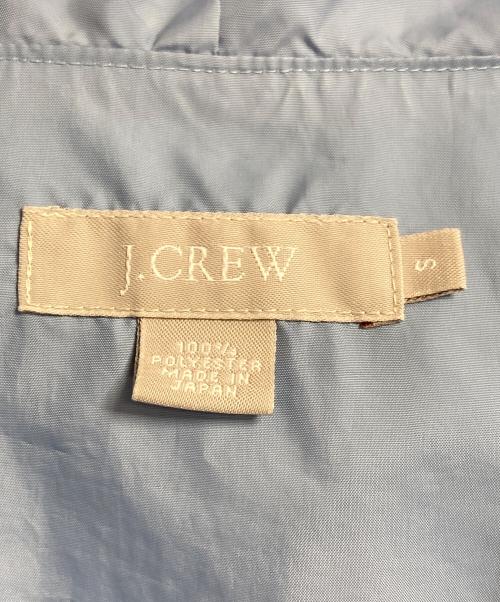 J.CREW
S
100%
POLYESTER
MADE IN
JAPAN